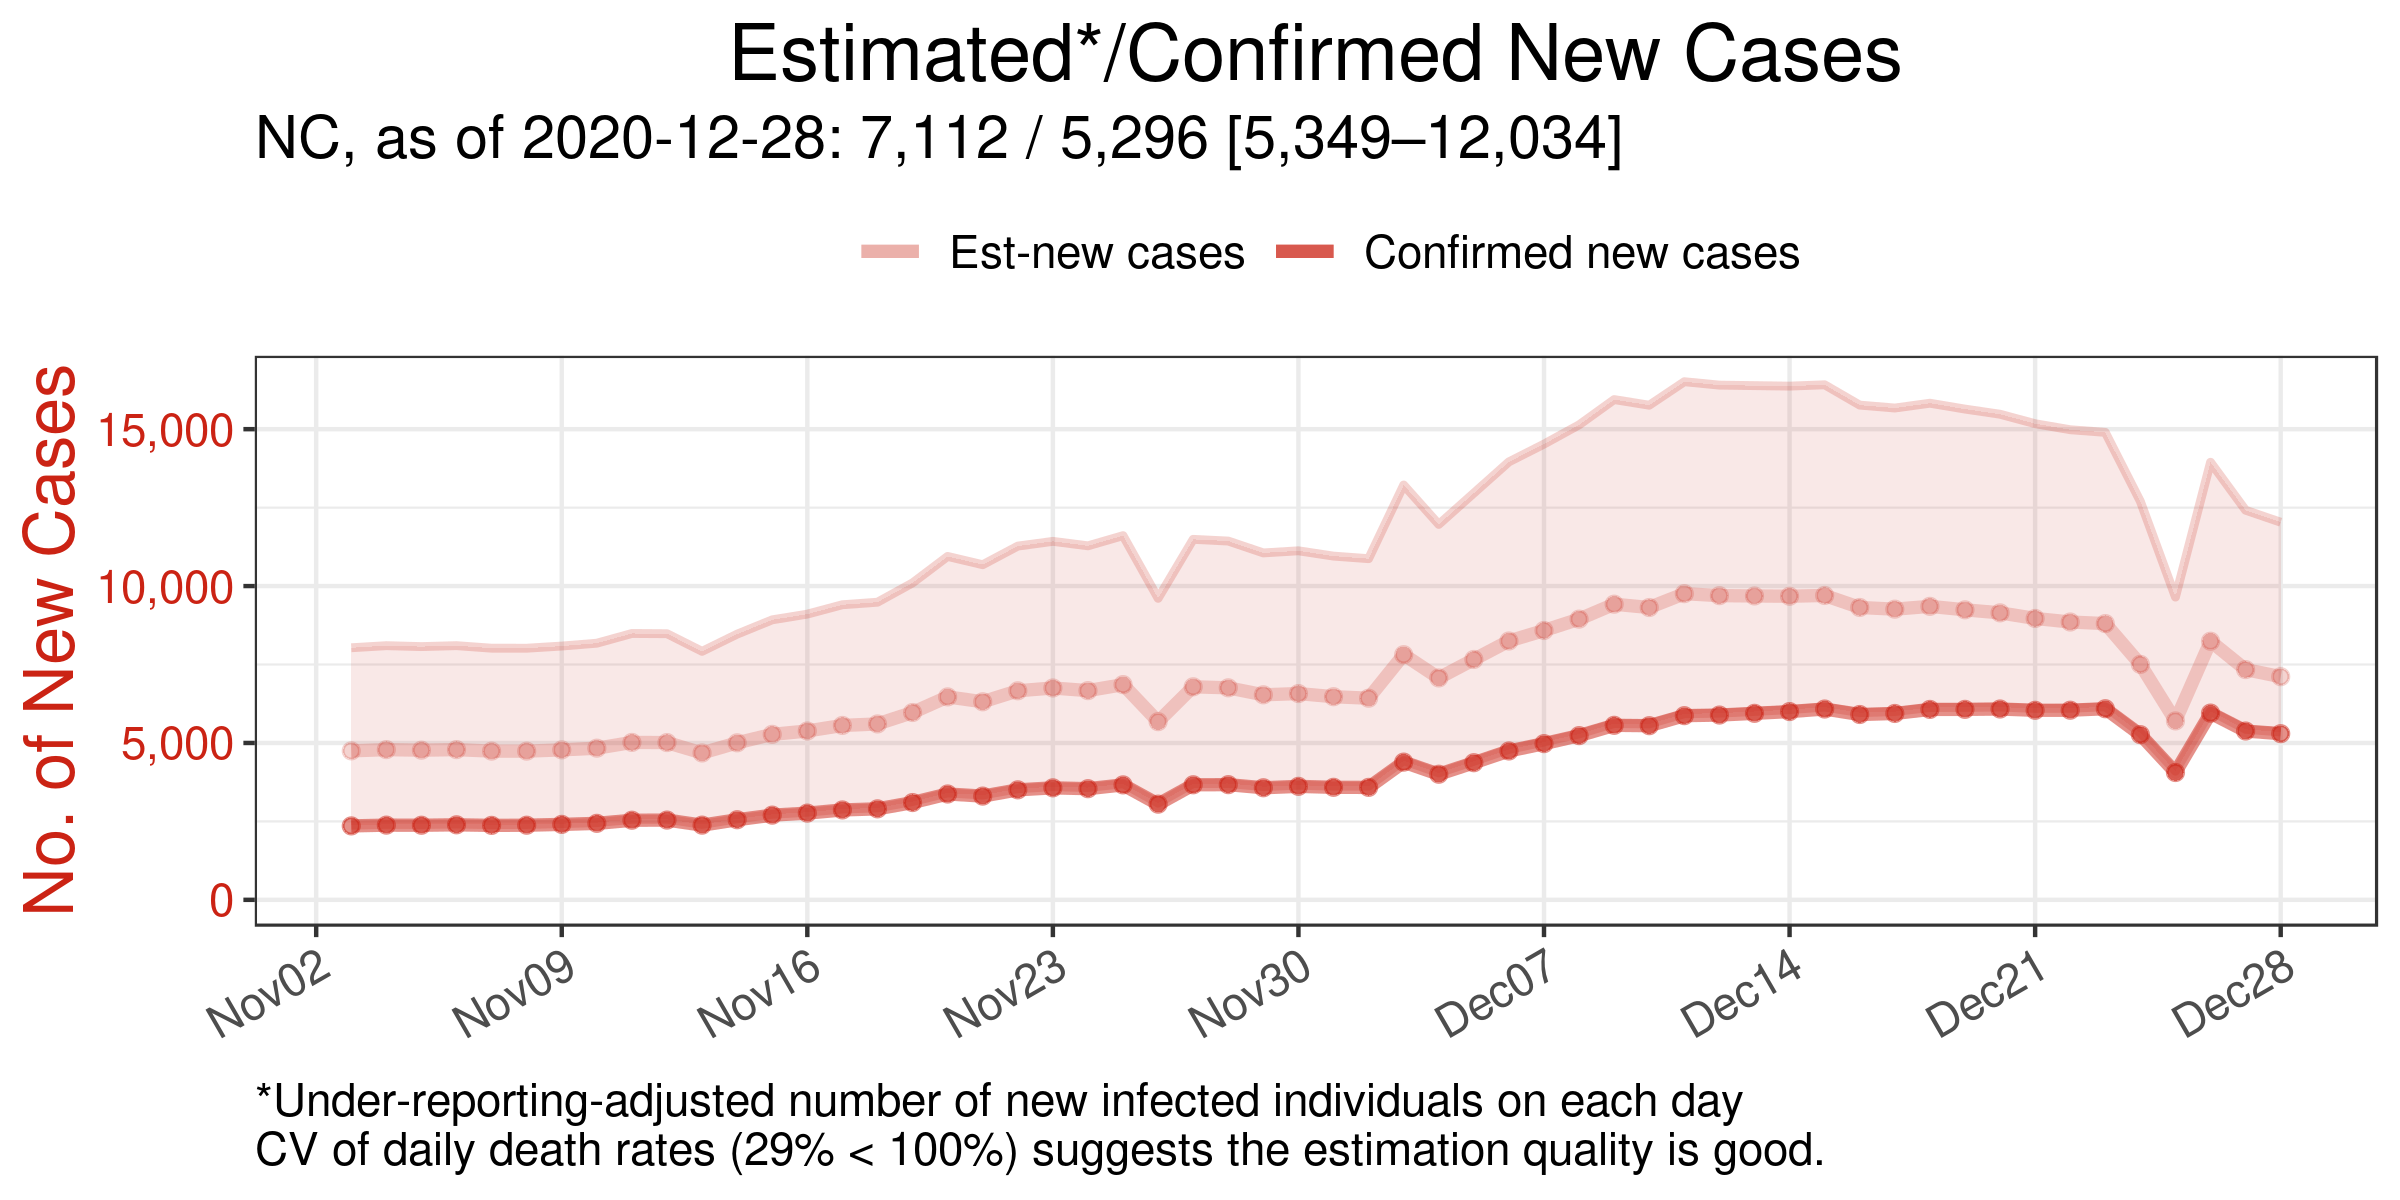 Estimated*/Confirmed New Cases
NC, as of 2020-12-28: 7,112 / 5,296 [5,349–12,034]
Est-new cases
Confirmed new cases
No. of New Cases
15,000
10,000
5,000
0
Nov02
Nov09
Nov16
Nov23
Nov30
Dec07
Dec14
Dec21
Dec28
*Under-reporting-adjusted number of new infected individuals on each day
CV of daily death rates (29% < 100%) suggests the estimation quality is good.